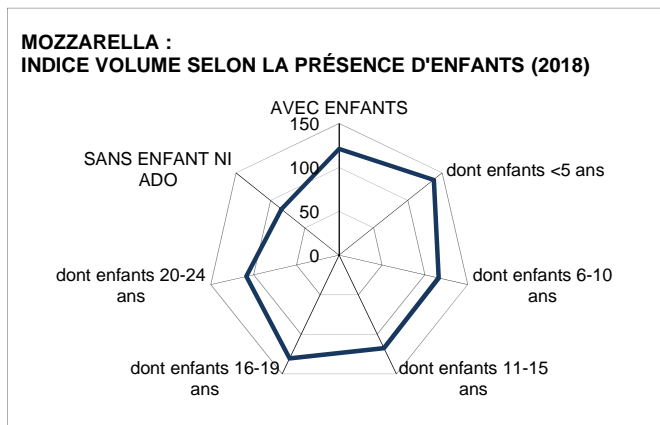 MOZZARELLA :
INDICE VOLUME SELON LA PRÉSENCE D'ENFANTS (2018)
AVEC ENFANTS
150
100
50
0
dont enfants <5 ans
dont enfants 6-10
ans
dont enfants 11-15
ans
dont enfants 16-19
ans
dont enfants 20-24
ans
SANS ENFANT NI
ADO